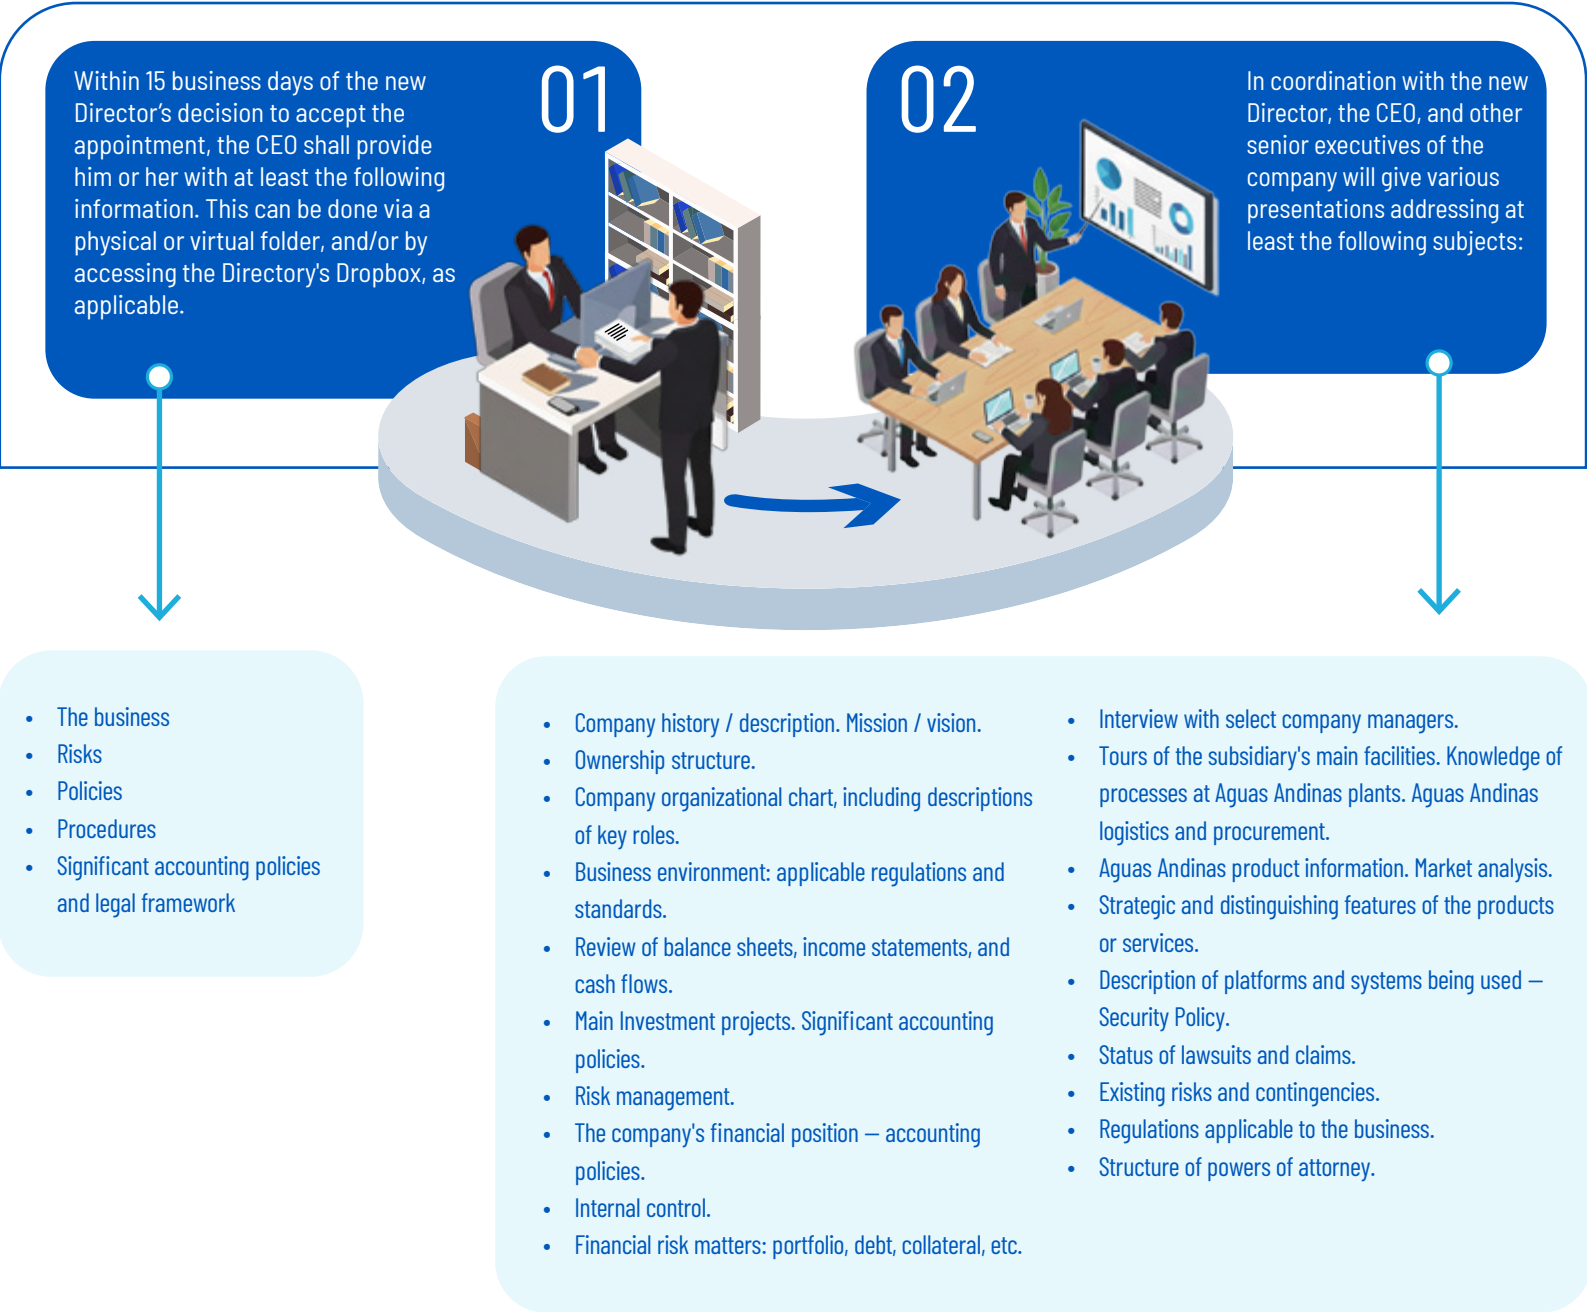 Within 15 business days of the new
Director’s decision to accept the
appointment, the CEO shall provide
him or her with at least the following
information. This can be done via a
physical or virtual folder, and/or by
accessing the Directory's Dropbox, as
applicable.
01
02
In coordination with the new
Director, the CEO, and other
senior executives of the
company will give various
presentations addressing at
least the following subjects:
• The business
• Risks
• Policies
• Procedures
• Significant accounting policies
and legal framework
• Company history / description. Mission / vision.
• Ownership structure.
• Company organizational chart, including descriptions
of key roles.
• Business environment: applicable regulations and
standards.
• Review of balance sheets, income statements, and
cash flows.
• Main Investment projects. Significant accounting
policies.
• Risk management.
• The company's financial position — accounting
policies.
• Internal control.
• Financial risk matters: portfolio, debt, collateral, etc.
• Interview with select company managers.
• Tours of the subsidiary's main facilities. Knowledge of
processes at Aguas Andinas plants. Aguas Andinas
logistics and procurement.
• Aguas Andinas product information. Market analysis.
• Strategic and distinguishing features of the products
or services.
• Description of platforms and systems being used —
Security Policy.
• Status of lawsuits and claims.
• Existing risks and contingencies.
• Regulations applicable to the business.
• Structure of powers of attorney.